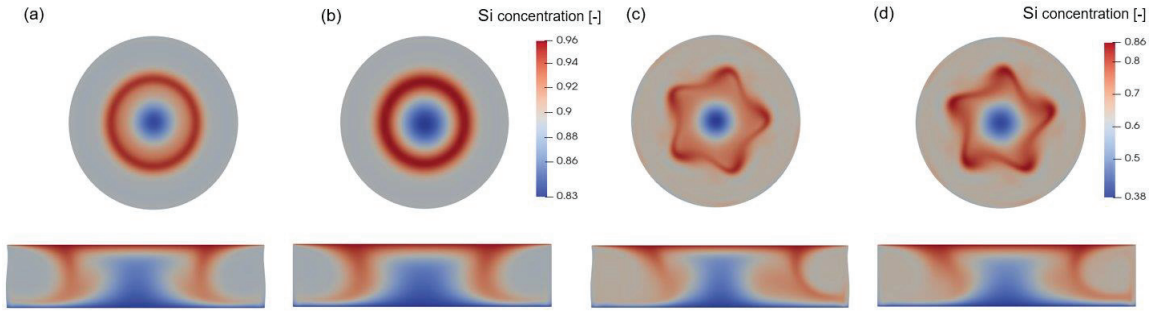 (a)
(b)
Si concentration [-]
0.96
0.94
0.92
0.9
0.88
0.86
0.83
(c)
(d)
Si concentration [-]
0.86
0.8
0.7
0.6
0.5
0.38